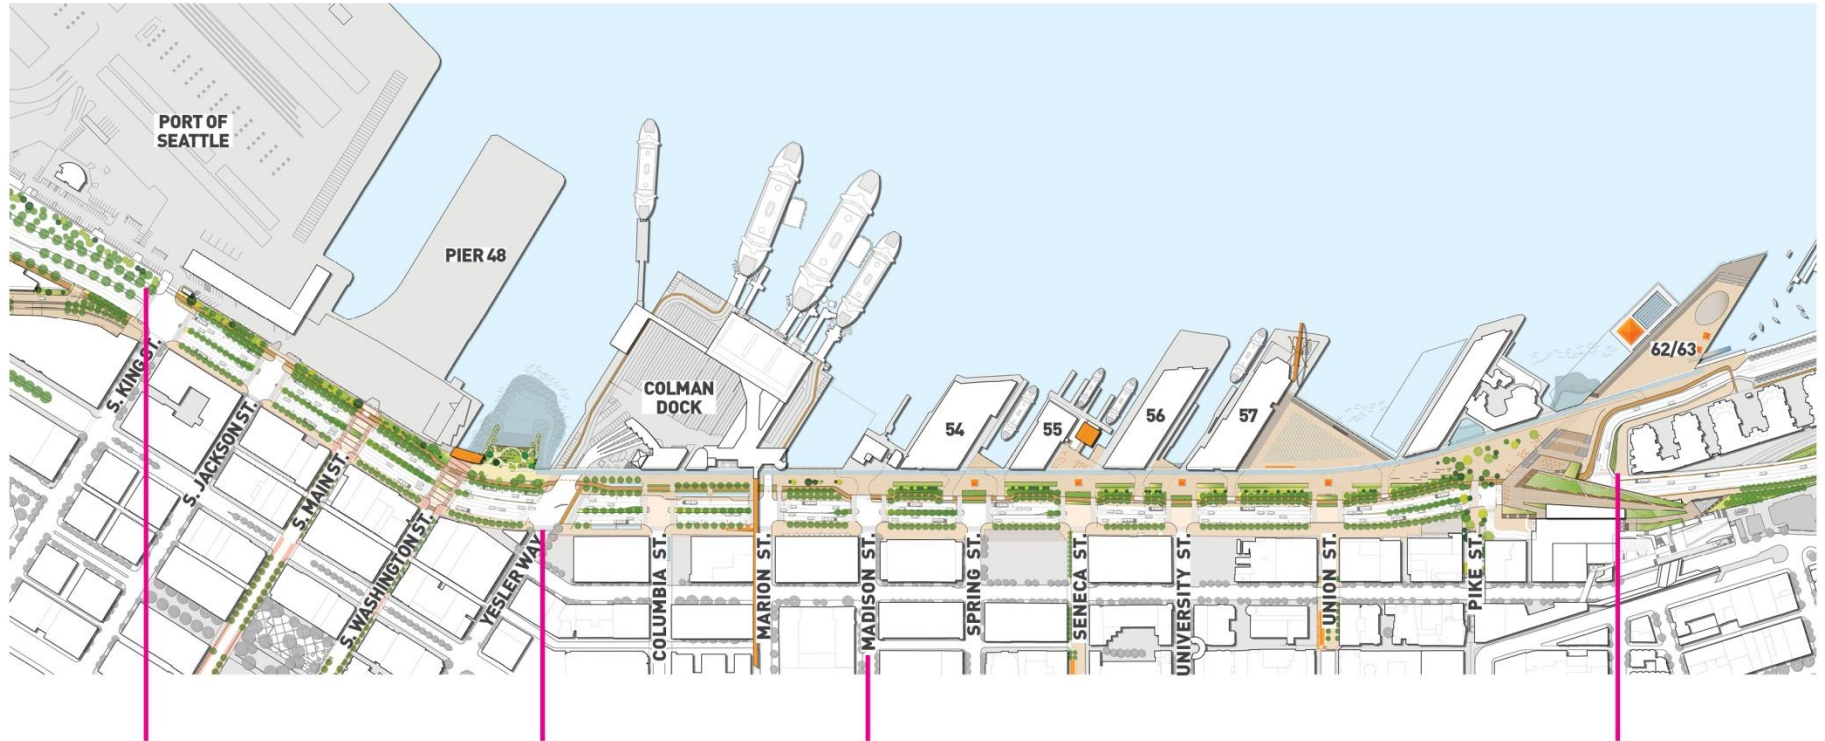 PORT OF
SEATTLE
PIER 48
COLMAN
DOCK
54
55
56
57
62/63
S. KING ST.
S. JACKSON ST.
S. MAIN ST.
S. WASHINGTON ST.
YESLER WAY
COLUMBIA ST.
MARION ST.
MADISON ST.
SPRING ST.
SENECA ST.
UNIVERSITY ST.
UNION ST.
PIKE ST.